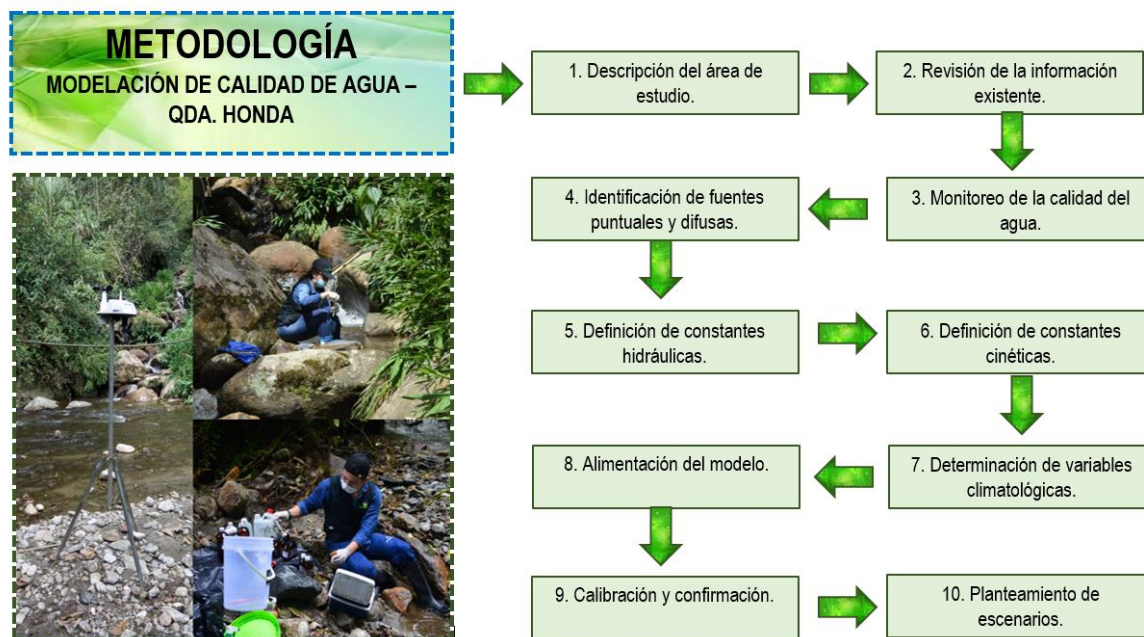 METODOLOGÍA
MODELACIÓN DE CALIDAD DE AGUA –
QDA. HONDA
1. Descripción del área de
estudio.
2. Revisión de la información
existente.
3. Monitoreo de la calidad del
agua.
4. Identificación de fuentes
puntuales y difusas.
5. Definición de constantes
hidráulicas.
6. Definición de constantes
cinéticas.
7. Determinación de variables
climatológicas.
8. Alimentación del modelo.
9. Calibración y confirmación.
10. Planteamiento de
escenarios.